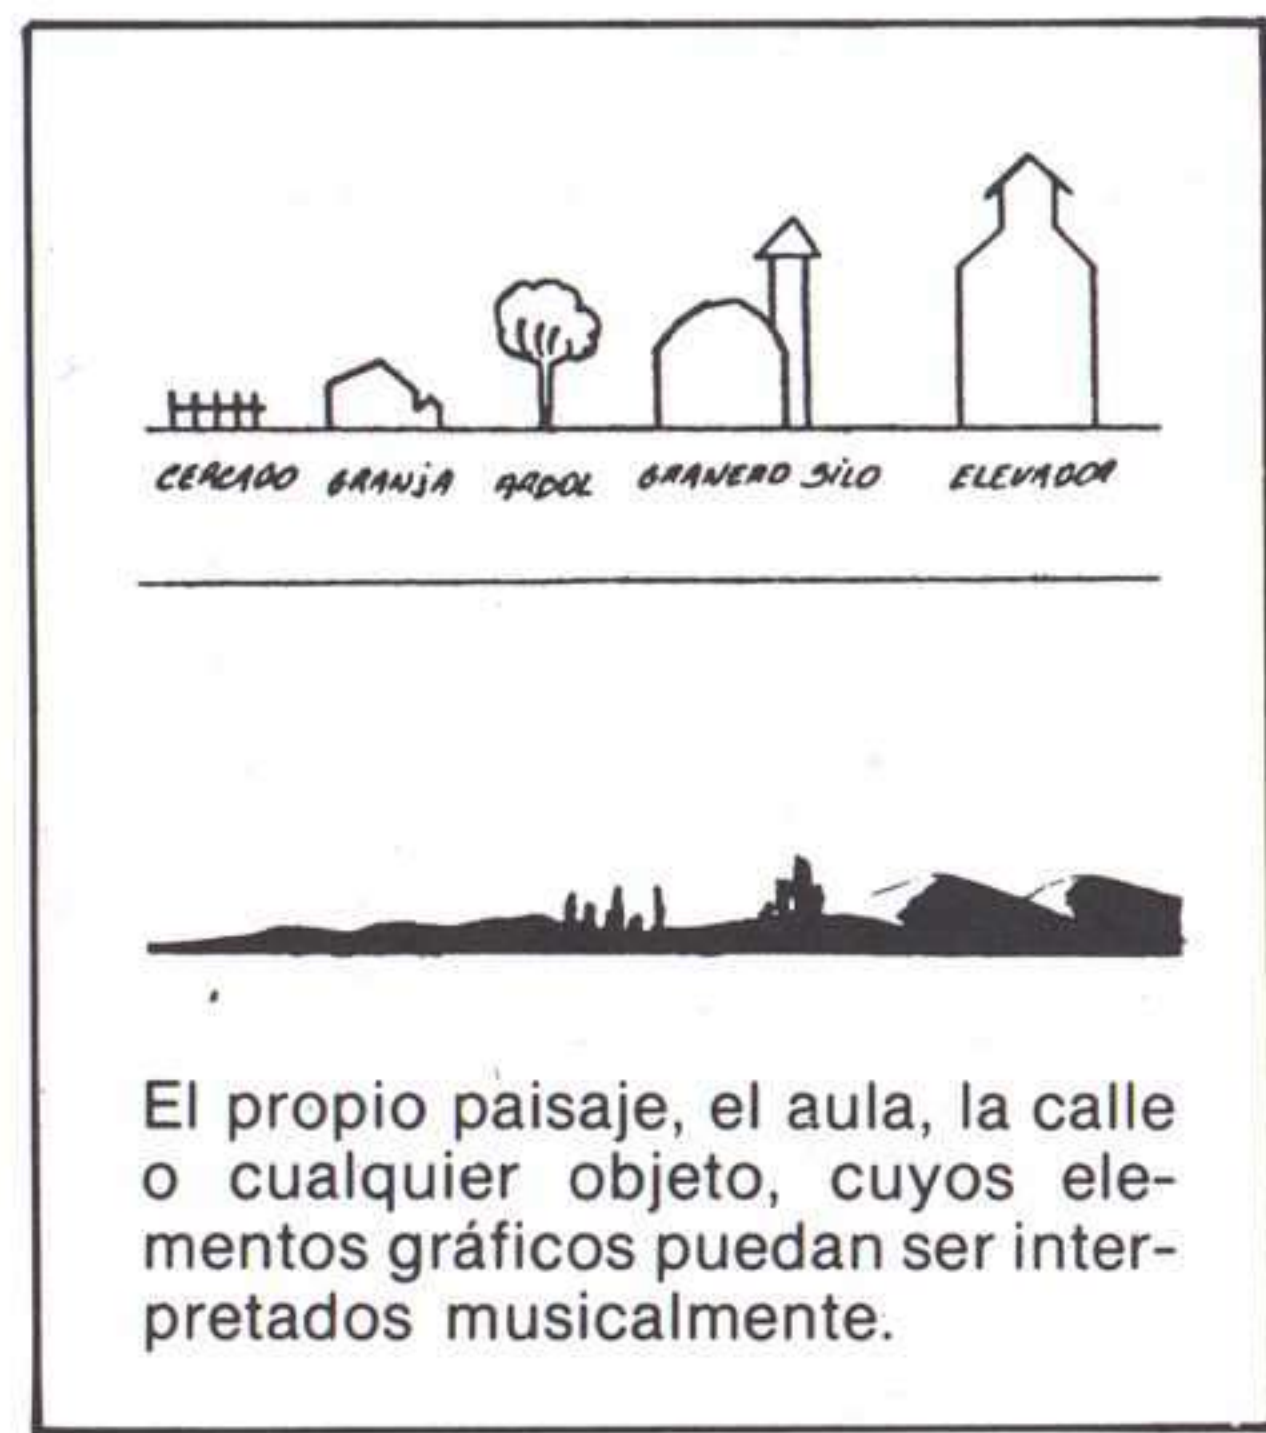 CERCADO GRANJA ARBOL GRANERO SILO ELEVADOR
El propio paisaje, el aula, la calle
o cualquier objeto, cuyos ele-
mentos gráficos puedan ser inter-
pretados musicalmente.